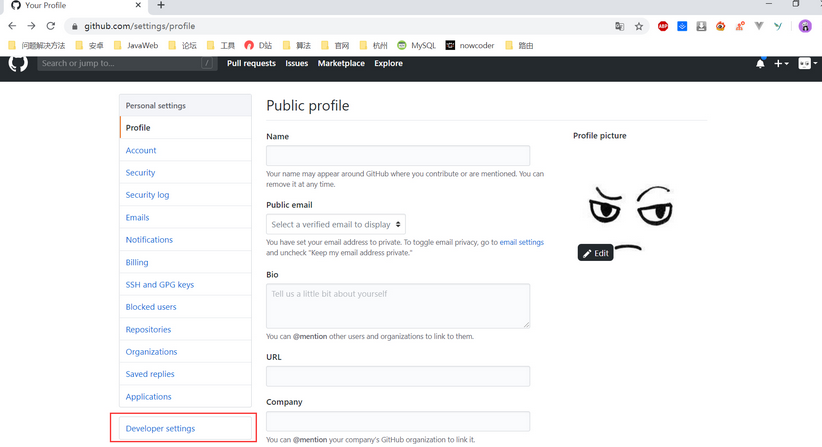 Your Profile
github.com/settings/profile
问题解决方法 安卓 JavaWeb 论坛 工具 D站 算法 官网 杭州 MySQL nowcoder 路由
Search or jump to... /
Pull requests Issues Marketplace Explore
Personal settings
Profile
Account
Security
Security log
Emails
Notifications
Billing
SSH and GPG keys
Blocked users
Repositories
Organizations
Saved replies
Applications
Developer settings
Public profile
Name
Your name may appear around GitHub where you contribute or are mentioned. You can
remove it at any time.
Public email
Select a verified email to display
You have set your email address to private. To toggle email privacy, go to email settings
and uncheck "Keep my email address private."
Bio
Tell us a little bit about yourself
You can @mention other users and organizations to link to them.
URL
Company
You can @mention your company's GitHub organization to link it.
Profile picture
Edit